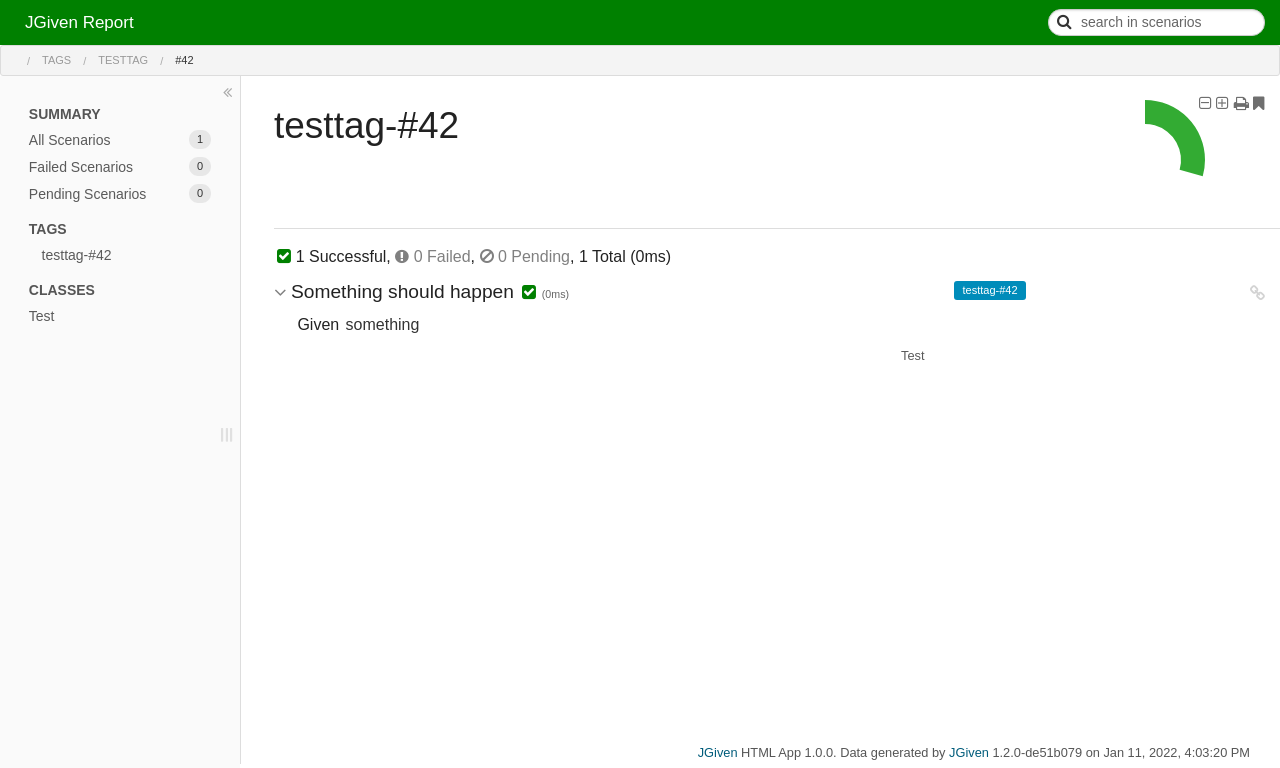 JGiven Report
search in scenarios
/ TAGS / TESTTAG / #42
«
SUMMARY
All Scenarios 1
Failed Scenarios 0
Pending Scenarios 0
TAGS
testtag-#42
CLASSES
Test
testtag-#42
1 Successful, 0 Failed, 0 Pending, 1 Total (0ms)
Something should happen (0ms) testtag-#42
Given something
Test
JGiven HTML App 1.0.0. Data generated by JGiven 1.2.0-de51b079 on Jan 11, 2022, 4:03:20 PM